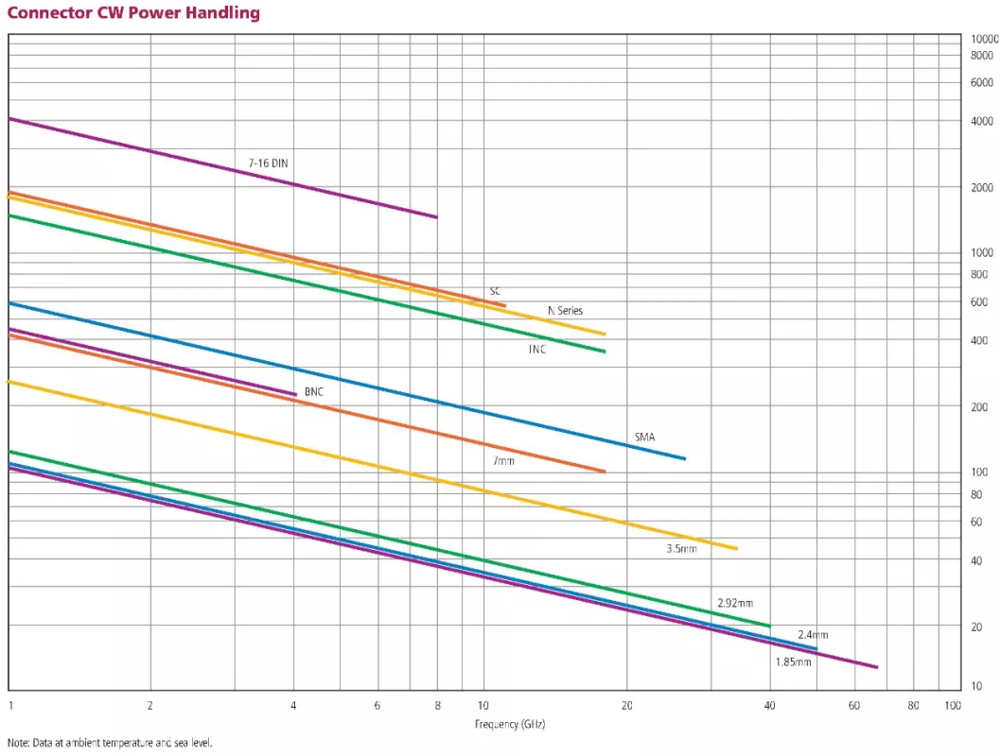 Connector CW Power Handling
10000
8000
6000
4000
7-16 DIN
2000
1000
800
SC
600
N Series
400
TNC
BNC
200
SMA
7mm
100
80
60
3.5mm
40
2.92mm
20
2.4mm
1.85mm
10
1 2 4 6 8 10 20 40 60 80 100
Frequency (GHz)
Note: Data at ambient temperature and sea level.